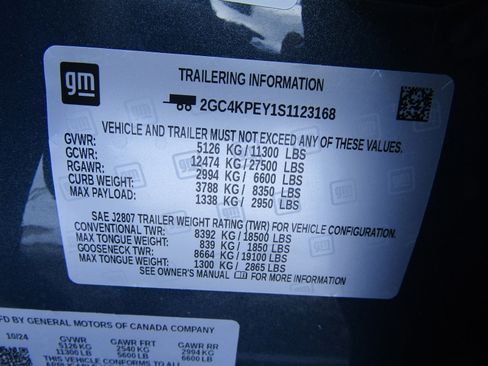 gm
TRAILERING INFORMATION
2GC4KPEY1S1123168
VEHICLE AND TRAILER MUST NOT EXCEED ANY OF THESE VALUES.
GVWR: 5126 KG/11300 LBS
GCWR: 12474 KG/27500 LBS
RGAWR: 2994 KG/ 6600 LBS
CURB WEIGHT: 3788 KG/ 8350 LBS
MAX PAYLOAD: 1338 KG/ 2950 LBS
SAE J2807 TRAILER WEIGHT RATING (TWR) FOR VEHICLE CONFIGURATION.
CONVENTIONAL TWR: 8392 KG/18500 LBS
MAX TONGUE WEIGHT: 839 KG/ 1850 LBS
GOOSENECK TWR: 8664 KG/19100 LBS
MAX TONGUE WEIGHT: 1300 KG/ 2865 LBS
SEE OWNER'S MANUAL FOR MORE INFORMATION
MFD BY GENERAL MOTORS OF CANADA COMPANY
10/24 GVWR GAWR FRT GAWR RR
5126 KG 2540 KG 2994 KG
11300 LB 5600 LB 6600 LB